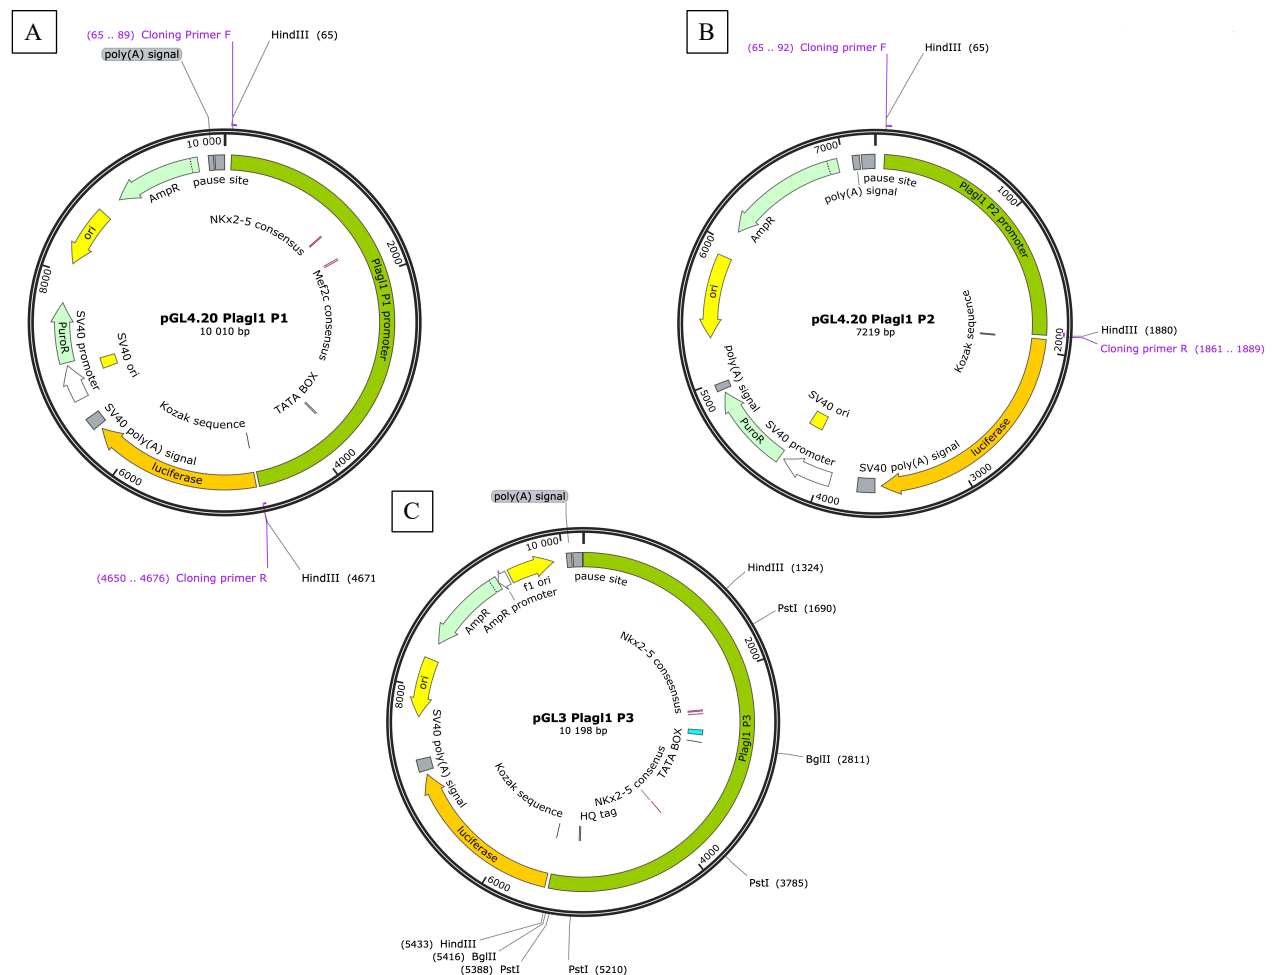 A
(65 .. 89) Cloning Primer F
HindIII (65)
poly(A) signal
10 000
AmpR
pause site
ori
NKx2-5 consensus
2000
Mef2c consensus
8000
Plagl1 P1 promoter
pGL4.20 Plagl1 P1
10 010 bp
PuroR
SV40 promoter
SV40 ori
TATA BOX
Kozak sequence
SV40 poly(A) signal
luciferase
6000
4000
(4650 .. 4676) Cloning primer R
HindIII (4671
B
(65 .. 92) Cloning primer F
HindIII (65)
7000
pause site
poly(A) signal
AmpR
Plagl1 P2 promoter
1000
6000
ori
pGL4.20 Plagl1 P2
7219 bp
Kozak sequence
HindIII (1880)
2000
Cloning primer R (1861 .. 1889)
poly(A) signal
5000
SV40 ori
PuroR
SV40 promoter
SV40 poly(A) signal
luciferase
3000
4000
C
poly(A) signal
10 000
pause site
f1 ori
AmpR promoter
AmpR
HindIII (1324)
PstI (1690)
2000
Nkx2-5 consesnsus
ori
8000
pGL3 Plagl1 P3
10 198 bp
Plagl1 P3
TATA BOX
BglII (2811)
SV40 poly(A) signal
NKx2-5 consenus
Kozak sequence
HQ tag
luciferase
4000
PstI (3785)
6000
(5433) HindIII
(5416) BglII
(5388) PstI
PstI (5210)